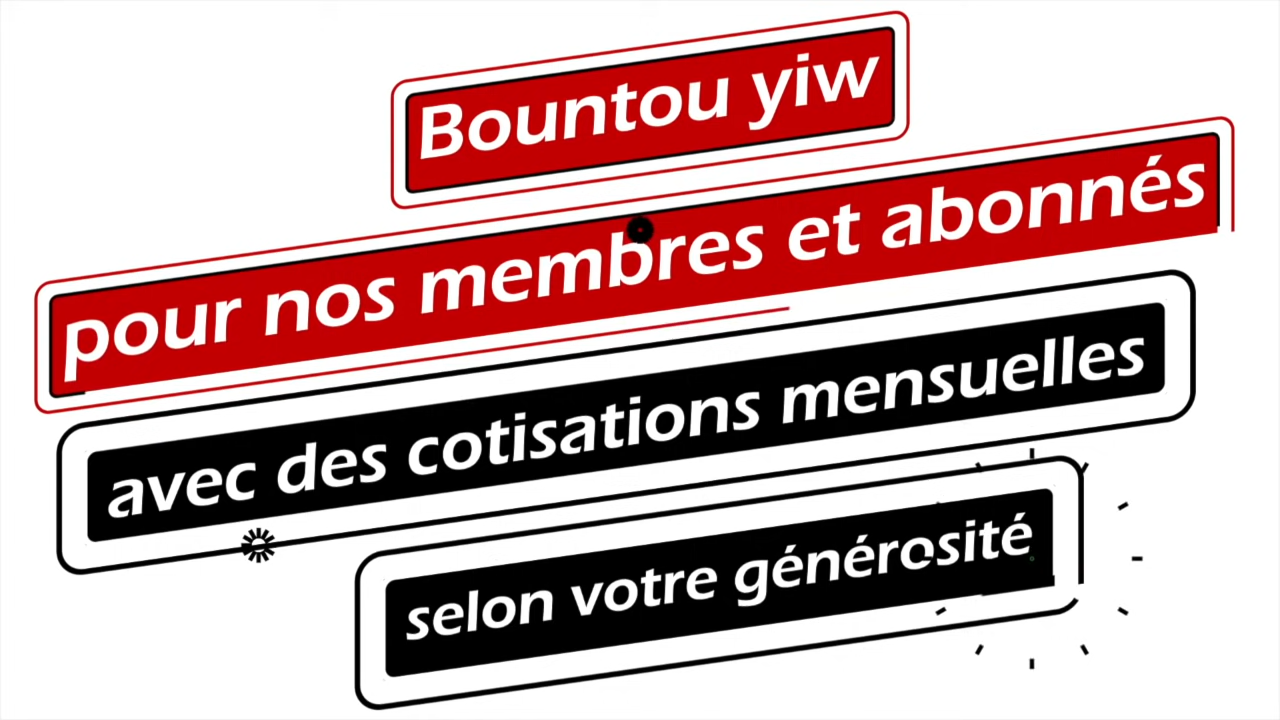 Bountou yiw
pour nos membres et abonnés
avec des cotisations mensuelles
selon votre générosité